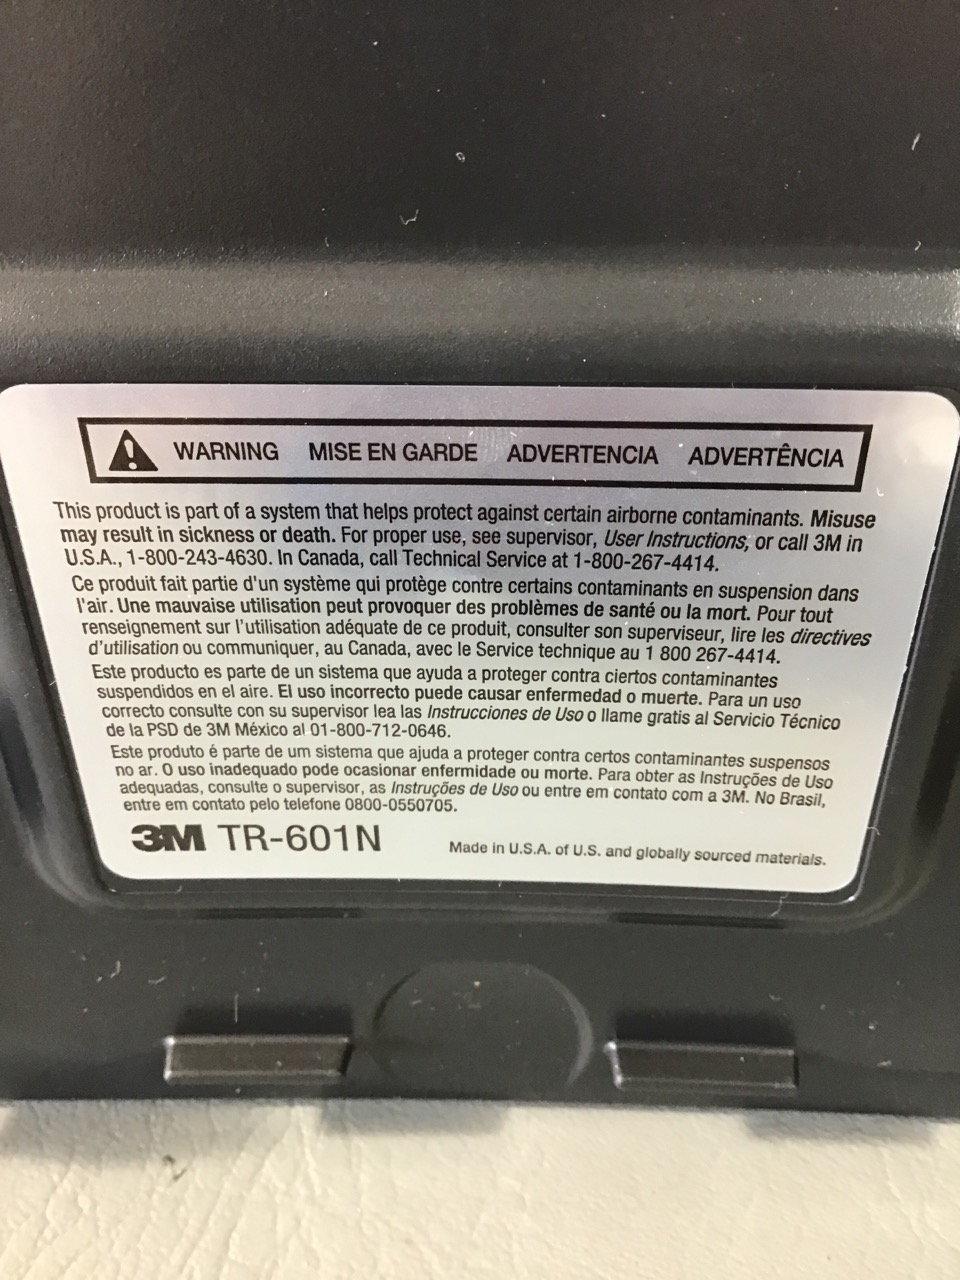 WARNING MISE EN GARDE ADVERTENCIA ADVERTÊNCIA
This product is part of a system that helps protect against certain airborne contaminants. Misuse
may result in sickness or death. For proper use, see supervisor, User Instructions, or call 3M in
U.S.A., 1-800-243-4630. In Canada, call Technical Service at 1-800-267-4414.
Ce produit fait partie d'un système qui protège contre certains contaminants en suspension dans
l'air. Une mauvaise utilisation peut provoquer des problèmes de santé ou la mort. Pour tout
renseignement sur l'utilisation adéquate de ce produit, consulter son superviseur, lire les directives
d'utilisation ou communiquer, au Canada, avec le Service technique au 1 800 267-4414.
Este producto es parte de un sistema que ayuda a proteger contra ciertos contaminantes
suspendidos en el aire. El uso incorrecto puede causar enfermedad o muerte. Para un uso
correcto consulte con su supervisor lea las Instrucciones de Uso o llame gratis al Servicio Técnico
de la PSD de 3M México al 01-800-712-0646.
Este produto é parte de um sistema que ajuda a proteger contra certos contaminantes suspensos
no ar. O uso inadequado pode ocasionar enfermidade ou morte. Para obter as Instruções de Uso
adequadas, consulte o supervisor, as Instruções de Uso ou entre em contato com a 3M. No Brasil,
entre em contato pelo telefone 0800-0550705.
3M TR-601N Made in U.S.A. of U.S. and globally sourced materials.